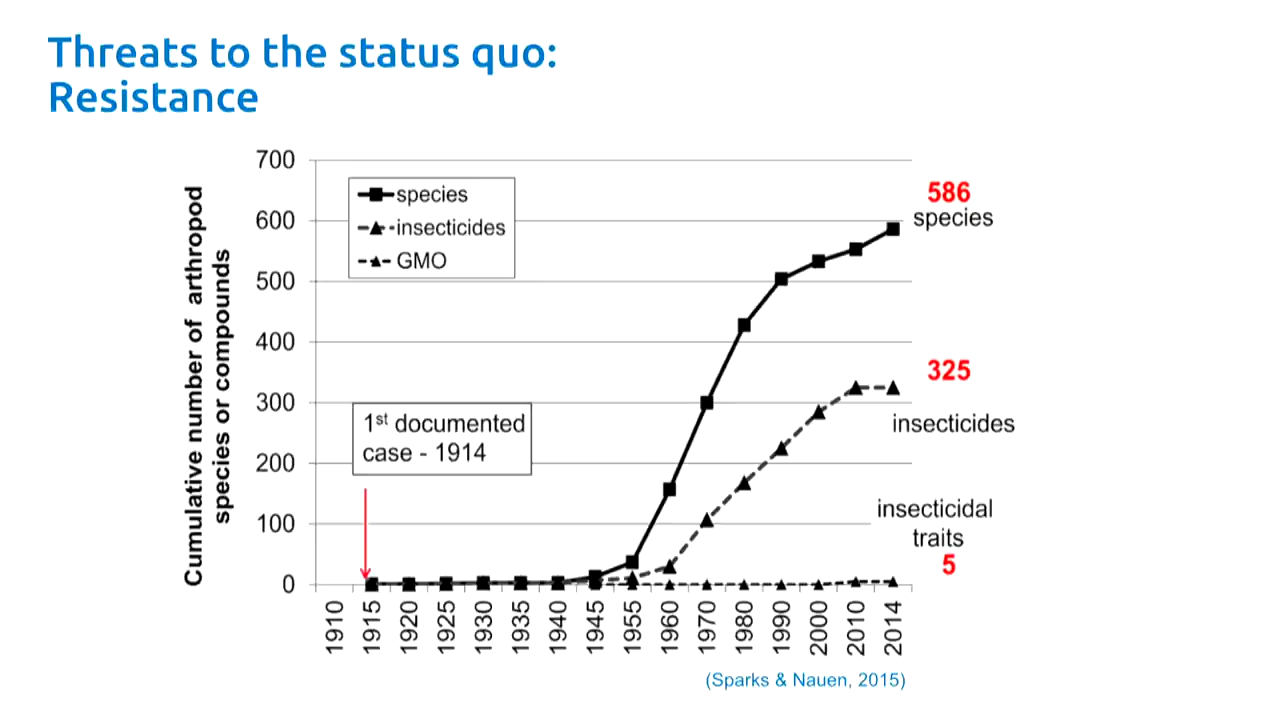 Threats to the status quo:
Resistance
Cumulative number of arthropod
species or compounds
700
600
500
400
300
200
100
0
species
insecticides
GMO
1st documented
case - 1914
586
species
325
insecticides
insecticidal
traits
5
1910
1915
1920
1925
1930
1935
1940
1945
1955
1960
1970
1980
1990
2000
2010
2014
(Sparks & Nauen, 2015)